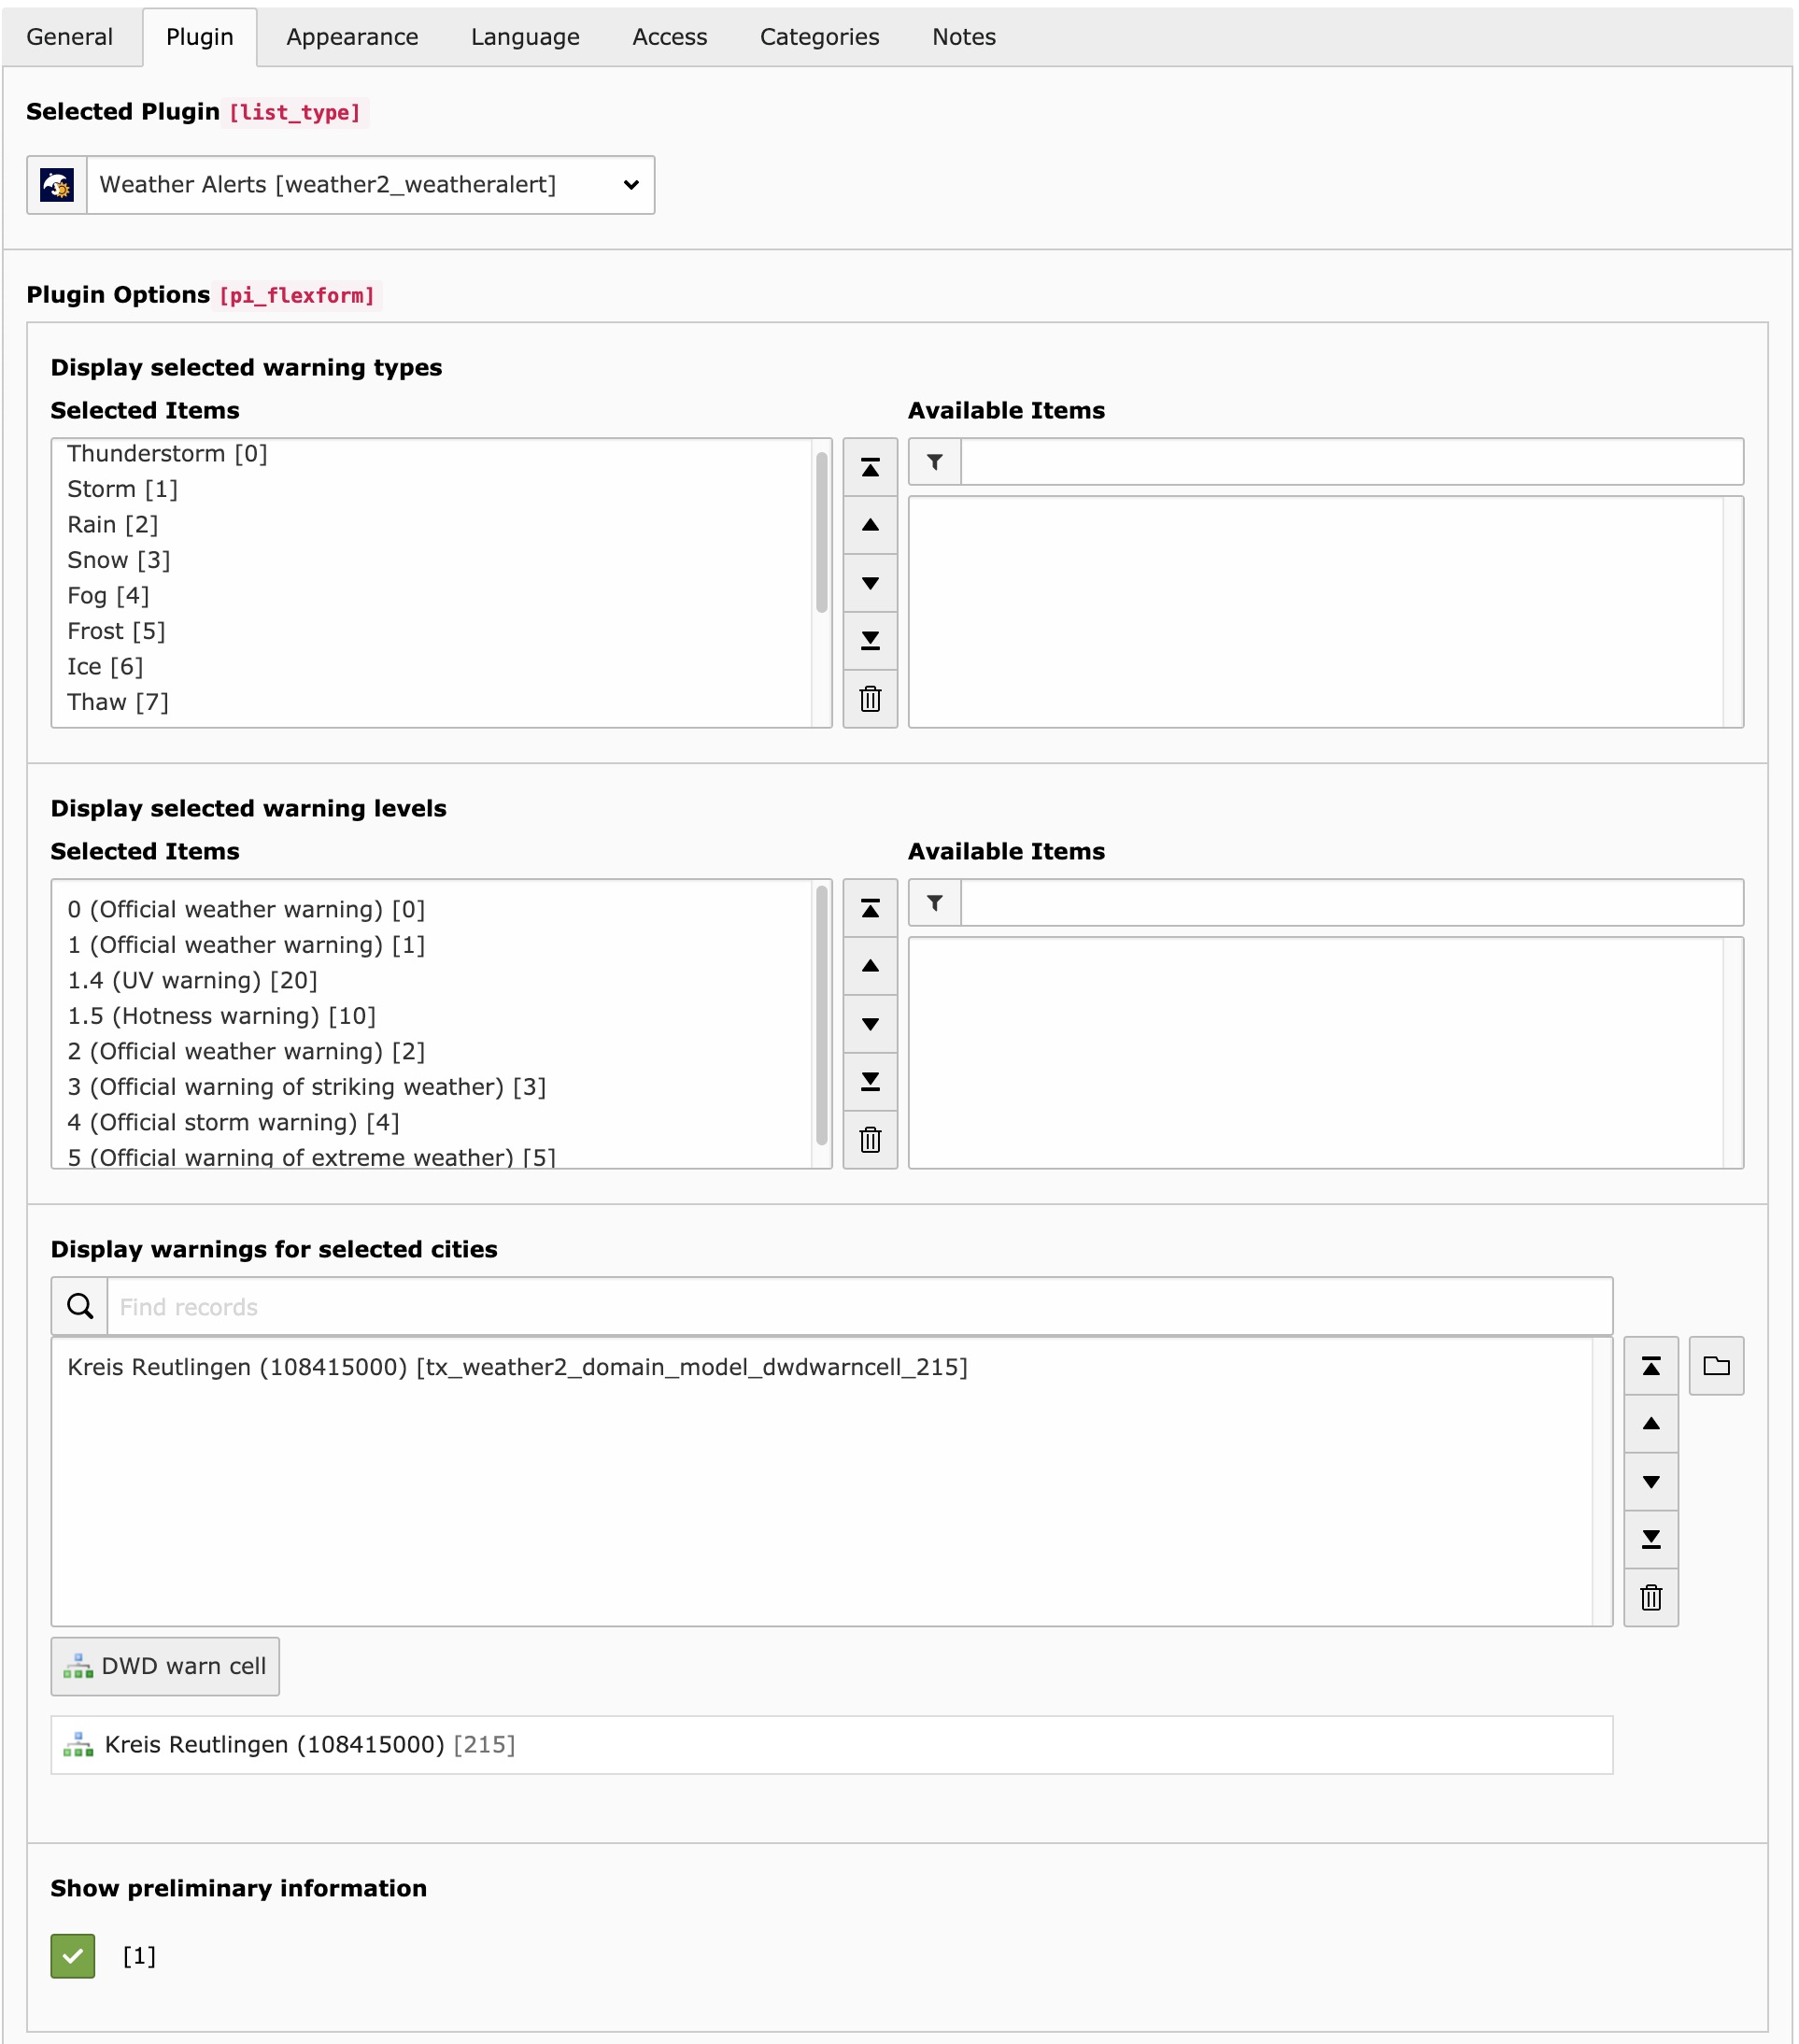 General Plugin Appearance Language Access Categories Notes
Selected Plugin [list_type]
Weather Alerts [weather2_weatheralert]
Plugin Options [pi_flexform]
Display selected warning types
Selected Items Available Items
Thunderstorm [0]
Storm [1]
Rain [2]
Snow [3]
Fog [4]
Frost [5]
Ice [6]
Thaw [7]
Display selected warning levels
Selected Items Available Items
0 (Official weather warning) [0]
1 (Official weather warning) [1]
1.4 (UV warning) [20]
1.5 (Hotness warning) [10]
2 (Official weather warning) [2]
3 (Official warning of striking weather) [3]
4 (Official storm warning) [4]
5 (Official warning of extreme weather) [5]
Display warnings for selected cities
Find records
Kreis Reutlingen (108415000) [tx_weather2_domain_model_dwdwarncell_215]
DWD warn cell
Kreis Reutlingen (108415000) [215]
Show preliminary information
[1]